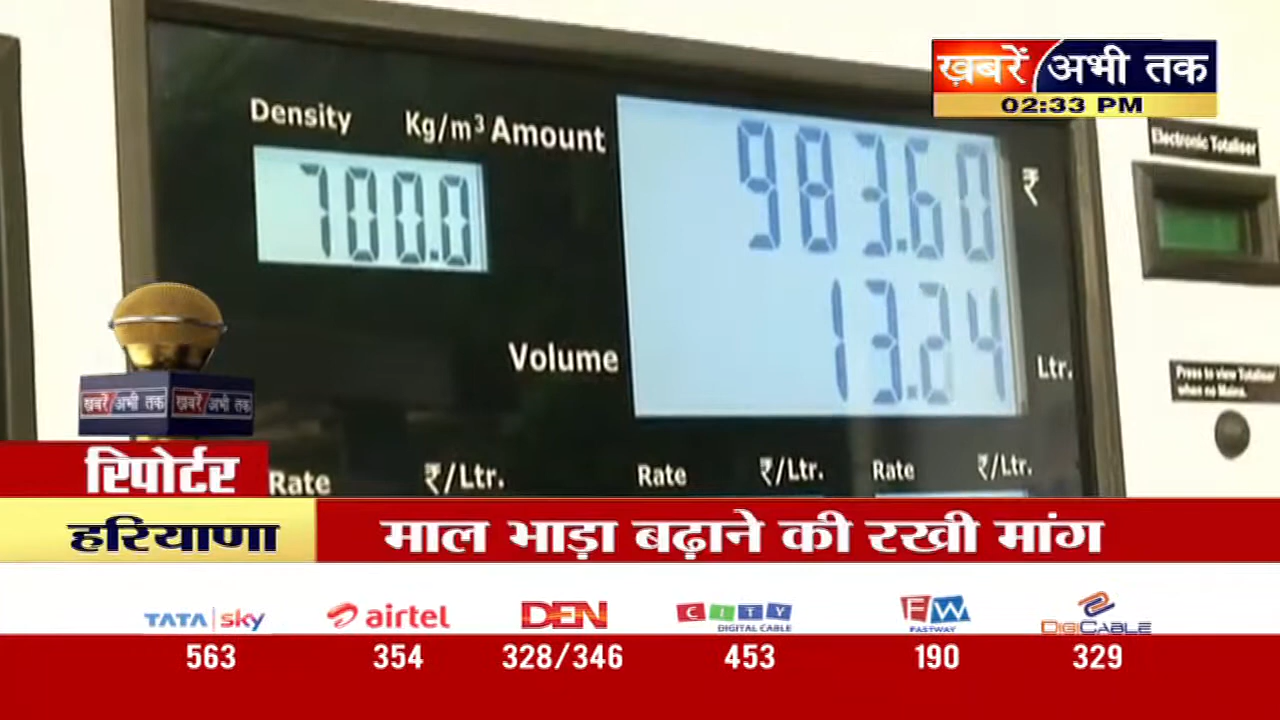 ख़बरें अभी तक
02:33 PM
Electronic Totaliser
Density Kg/m³ Amount
983.60 ₹
700.0
13.24
Volume
Ltr.
Press to view Totaliser
when no Mains.
ख़बरें अभी तक ख़बरें अभी तक
रिपोर्टर
Rate ₹/Ltr. Rate ₹/Ltr. Rate ₹/Ltr.
हरियाणा
माल भाड़ा बढ़ाने की रखी मांग
TATA sky airtel DEN CITY DIGITAL CABLE FW FASTWAY DIGICABLE
563 354 328/346 453 190 329